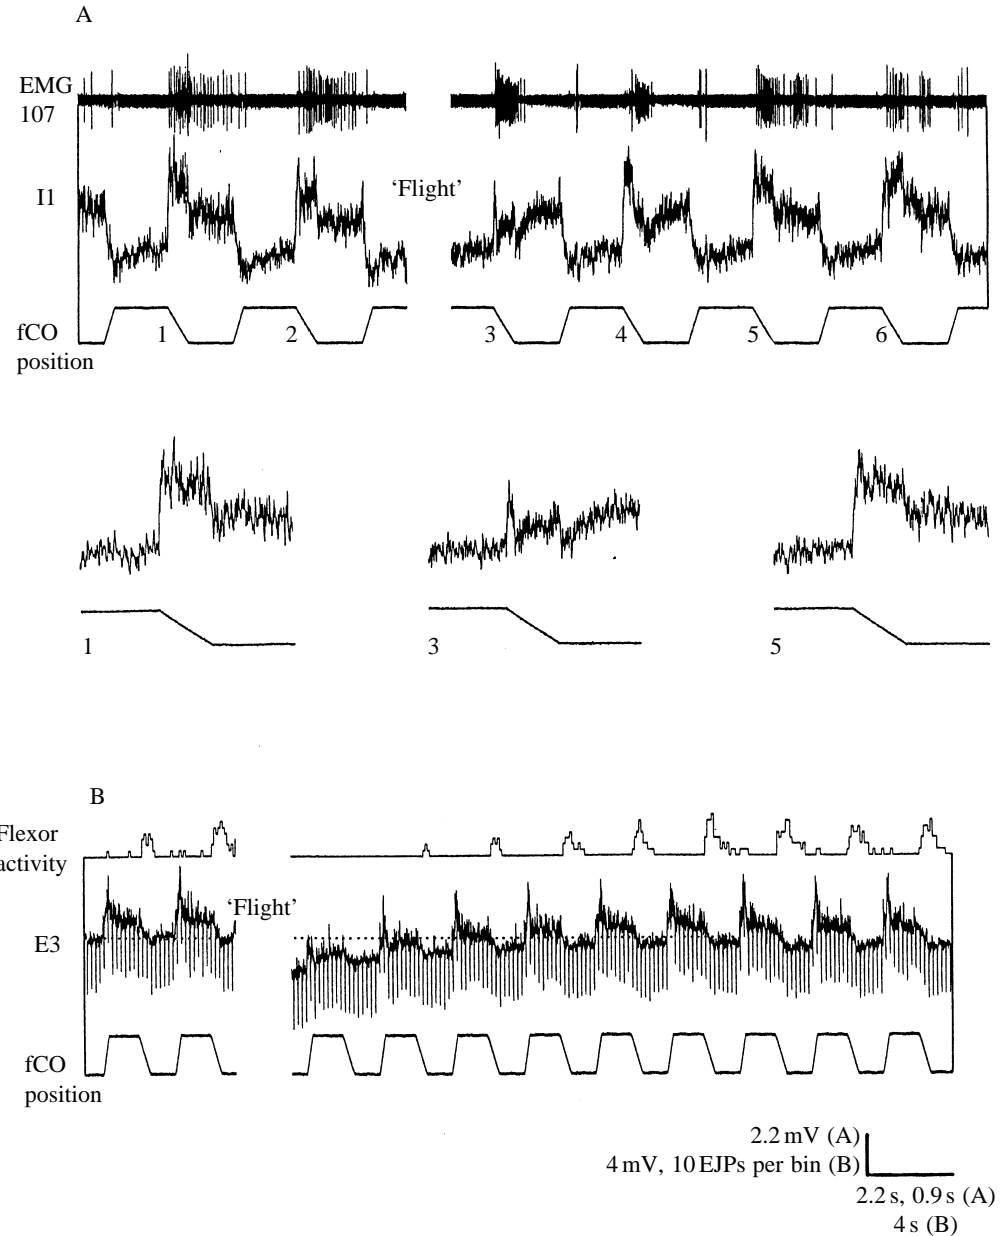 A
EMG
107
I1
'Flight'
fCO
position
1
2
3
4
5
6
1
3
5
B
Flexor
activity
'Flight'
E3
fCO
position
2.2 mV (A)
4 mV, 10 EJPs per bin (B)
2.2 s, 0.9 s (A)
4 s (B)